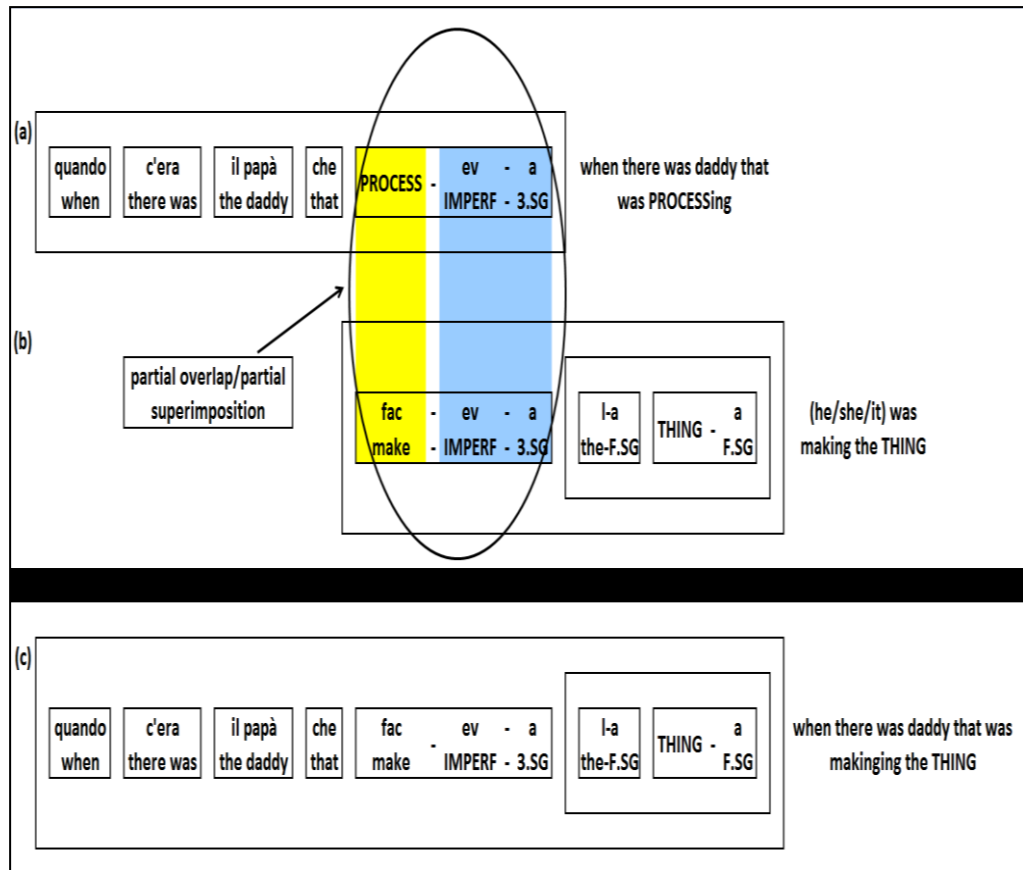 (a)
quando c'era il papà che PROCESS - ev - a
when there was the daddy that IMPERF - 3.SG
when there was daddy that
was PROCESSing
(b)
partial overlap/partial
superimposition
fac - ev - a l-a THING - a
make - IMPERF - 3.SG the-F.SG F.SG
(he/she/it) was
making the THING
(c)
quando c'era il papà che fac - ev - a l-a THING - a
when there was the daddy that make IMPERF - 3.SG the-F.SG F.SG
when there was daddy that was
makinging the THING